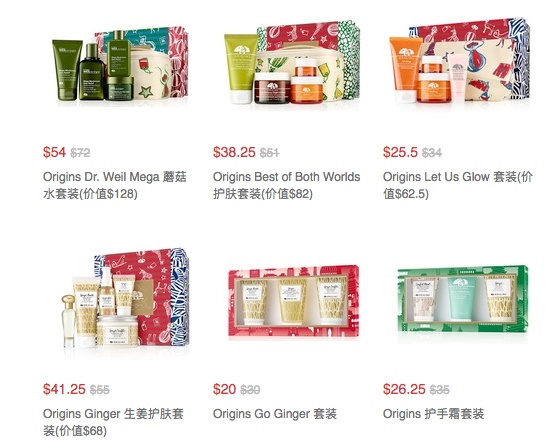 $54 $72
$38.25 $51
$25.5 $34
Origins Dr. Weil Mega 蘑菇
水套装(价值$128)
Origins Best of Both Worlds
护肤套装(价值$82)
Origins Let Us Glow 套装(价
值$62.5)
$41.25 $55
$20 $30
$26.25 $35
Origins Ginger 生姜护肤套
装(价值$68)
Origins Go Ginger 套装
Origins 护手霜套装